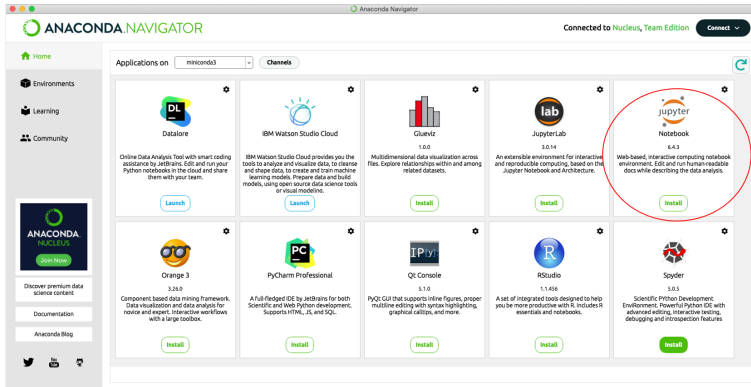 Anaconda Navigator
ANACONDA.NAVIGATOR
Connected to Nucleus, Team Edition
Connect
Home
Environments
Learning
Community
ANACONDA.
NUCLEUS
Join Now
Discover premium data
science content
Documentation
Anaconda Blog
You
Tube
Applications on
miniconda3
Channels
DL
Datalore
Online Data Analysis Tool with smart coding
assistance by JetBrains. Edit and run your
Python notebooks in the cloud and share
them with your team.
Launch
IBM Watson Studio Cloud
IBM Watson Studio Cloud provides you the
tools to analyze and visualize data, to cleanse
and shape data, to create and train machine
learning models. Prepare data and build
models, using open source data science tools
or visual modeling.
Launch
Glueviz
1.0.0
Multidimensional data visualization across
files. Explore relationships within and among
related datasets.
Install
lab
JupyterLab
3.0.14
An extensible environment for interactive
and reproducible computing, based on the
Jupyter Notebook and Architecture.
Install
jupyter
Notebook
6.4.3
Web-based, interactive computing notebook
environment. Edit and run human-readable
docs while describing the data analysis.
Install
Orange 3
3.26.0
Component based data mining framework.
Data visualization and data analysis for
novice and expert. Interactive workflows
with a large toolbox.
Install
PC
PyCharm Professional
A full-fledged IDE by JetBrains for both
Scientific and Web Python development.
Supports HTML, JS, and SQL.
Install
IP[y]:
Qt Console
5.1.0
PyQt GUI that supports inline figures, proper
multiline editing with syntax highlighting,
graphical calltips, and more.
Install
R
RStudio
1.1.456
A set of integrated tools designed to help
you be more productive with R. Includes R
essentials and notebooks.
Install
Spyder
5.0.5
Scientific PYthon Development
EnviRonment. Powerful Python IDE with
advanced editing, interactive testing,
debugging and introspection features
Install